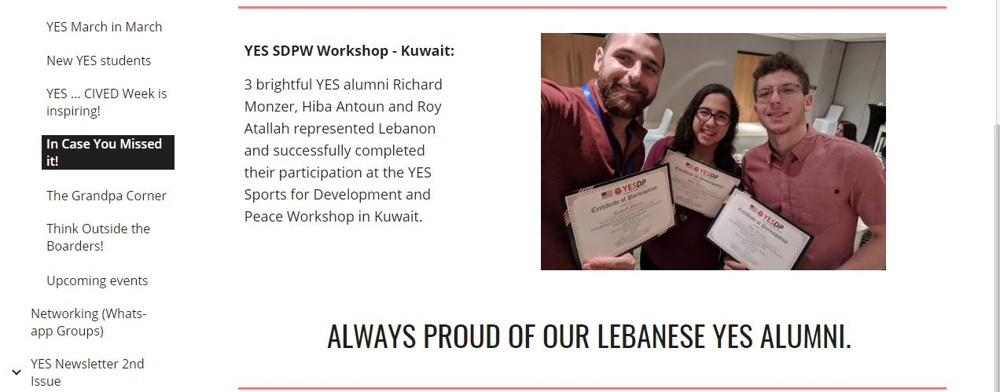 YES March in March
New YES students
YES ... CIVED Week is
inspiring!
In Case You Missed
it!
The Grandpa Corner
Think Outside the
Boarders!
Upcoming events
Networking (Whats-
app Groups)
YES Newsletter 2nd
Issue
YES SDPW Workshop - Kuwait:
3 brightful YES alumni Richard
Monzer, Hiba Antoun and Roy
Atallah represented Lebanon
and successfully completed
their participation at the YES
Sports for Development and
Peace Workshop in Kuwait.
YESDP
Certificate of Participation
YESDP
Certificate of Participation
YESDP
Certificate of Participation
ALWAYS PROUD OF OUR LEBANESE YES ALUMNI.